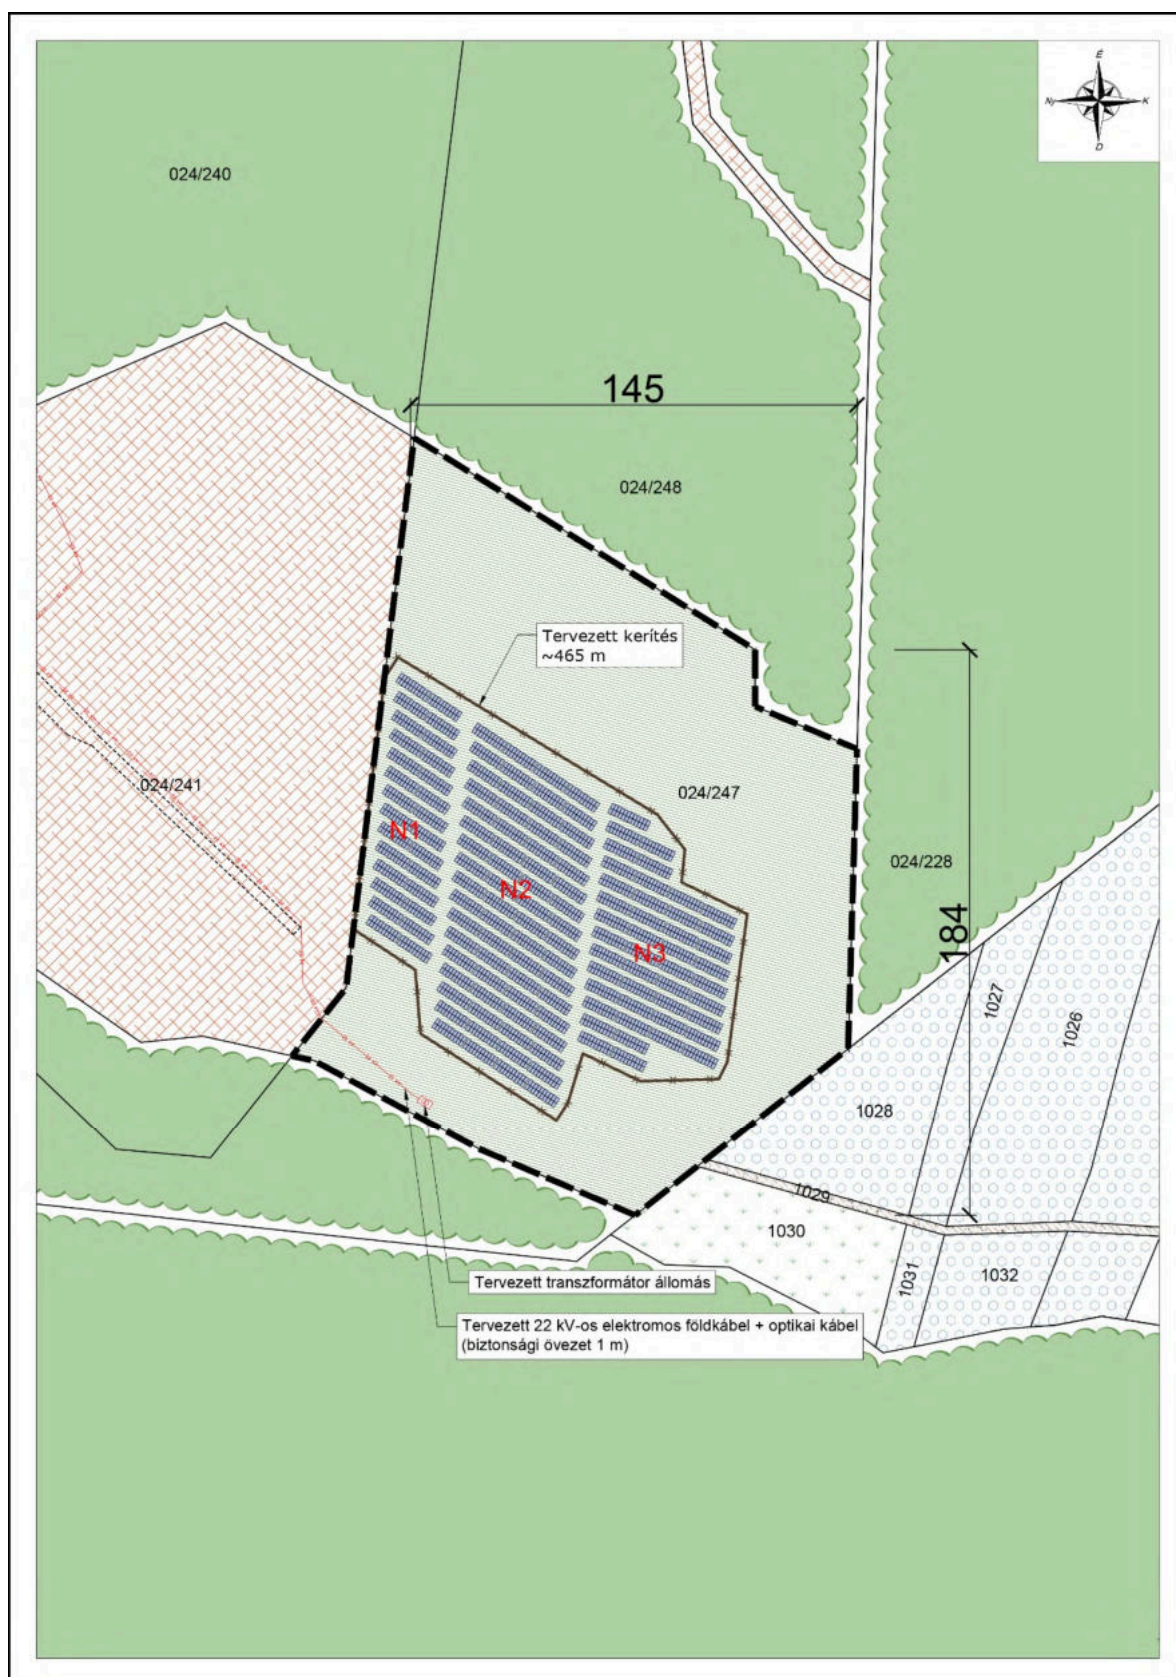 É
Ny
K
D
024/240
145
024/248
Tervezett kerítés
~465 m
024/241
024/247
N1
024/228
N2
184
N3
1027
1026
1028
1029
1030
1031
1032
Tervezett transzformátor állomás
Tervezett 22 kV-os elektromos földkábel + optikai kábel
(biztonsági övezet 1 m)